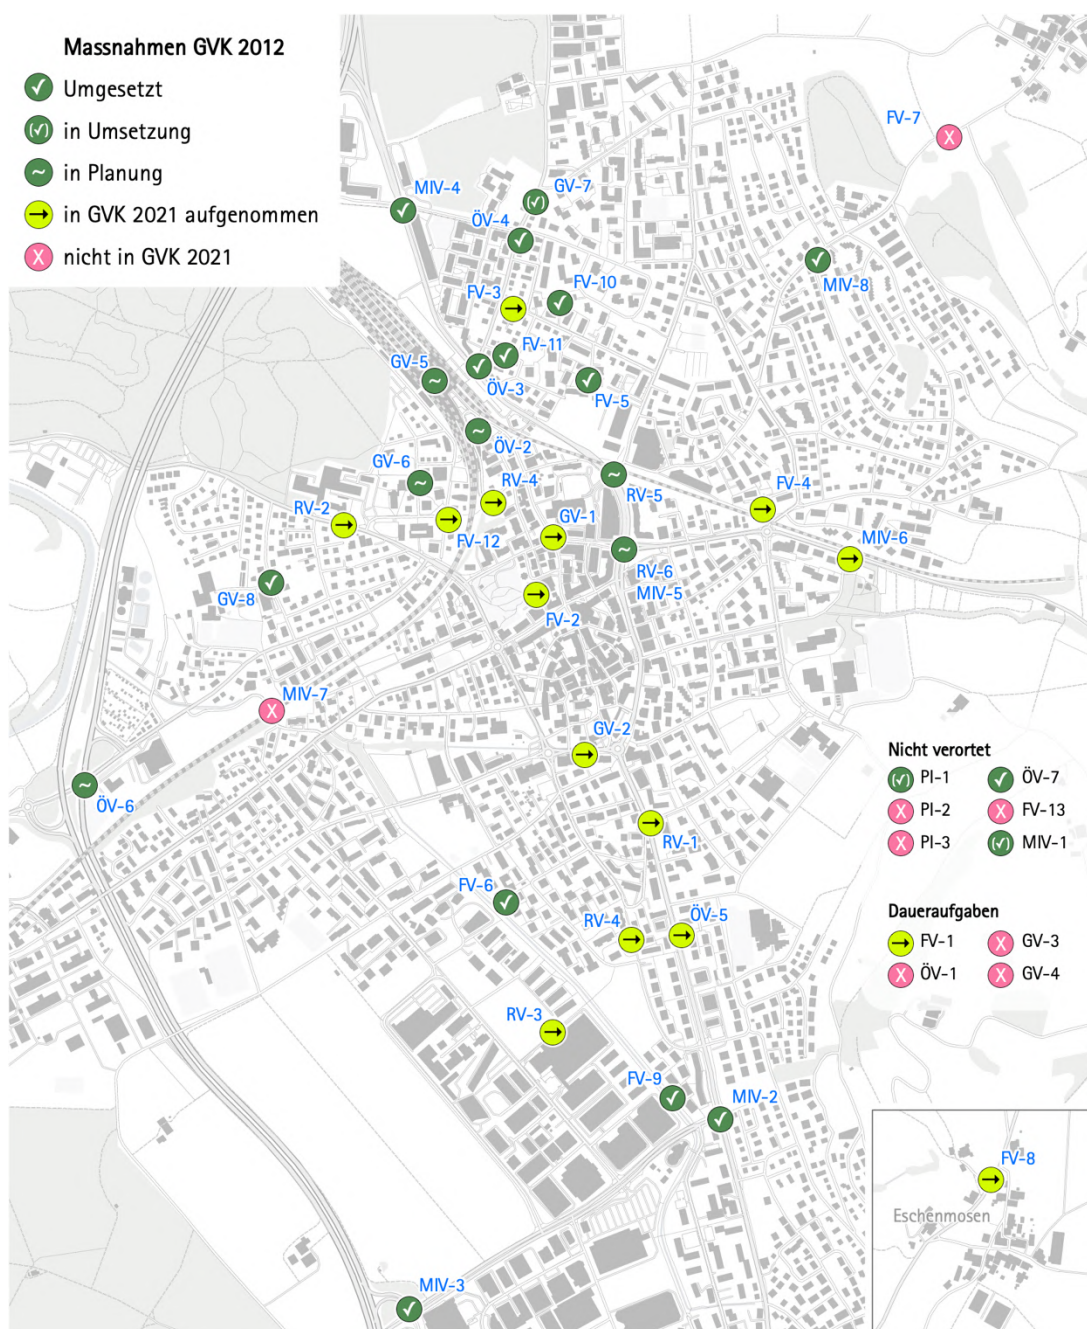 Massnahmen GVK 2012
Umgesetzt
in Umsetzung
in Planung
in GVK 2021 aufgenommen
nicht in GVK 2021
FV-7
MIV-4
GV-7
ÖV-4
MIV-8
FV-10
FV-3
FV-11
GV-5
ÖV-3
FV-5
ÖV-2
GV-6
RV-4
RV-5
FV-4
RV-2
GV-1
FV-12
MIV-6
RV-6
MIV-5
GV-8
FV-2
MIV-7
GV-2
ÖV-6
RV-1
Nicht verortet
PI-1 ÖV-7
PI-2 FV-13
PI-3 MIV-1
FV-6
RV-4
ÖV-5
Daueraufgaben
FV-1 GV-3
ÖV-1 GV-4
RV-3
FV-9
MIV-2
FV-8
Eschenmosen
MIV-3